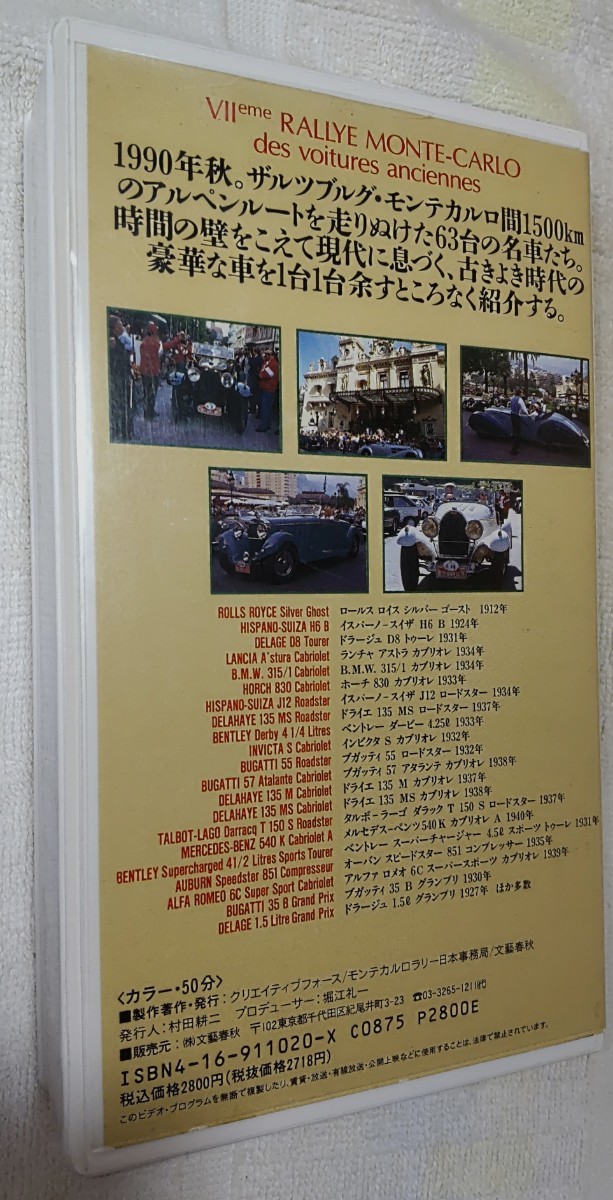 VIIeme RALLYE MONTE-CARLO
des voitures anciennes
1990年秋。ザルツブルグ・モンテカルロ間1500km
のアルペンルートを走りぬけた63台の名車たち。
時間の壁をこえて現代に息づく、古きよき時代の
豪華な車を1台1台余すところなく紹介する。
ROLLS ROYCE Silver Ghost ロールス ロイス シルバー ゴースト 1912年
HISPANO-SUIZA H6 B イスパーノ-スイザ H6 B 1924年
DELAGE D8 Tourer ドラージュ D8 トゥーレ 1931年
LANCIA A'stura Cabriolet ランチャ アストラ カブリオレ 1934年
B.M.W. 315/1 Cabriolet B.M.W. 315/1 カブリオレ 1934年
HORCH 830 Cabriolet ホーチ 830 カブリオレ 1933年
HISPANO-SUIZA J12 Roadster イスパーノ-スイザ J12 ロードスター 1934年
DELAHAYE 135 MS Roadster ドライエ 135 MS ロードスター 1937年
BENTLEY Derby 4 1/4 Litres ベントレー ダービー 4.25ℓ 1933年
INVICTA S Cabriolet インビクタ S カブリオレ 1932年
BUGATTI 55 Roadster ブガッティ 55 ロードスター 1932年
BUGATTI 57 Atalante Cabriolet ブガッティ 57 アタランテ カブリオレ 1938年
DELAHAYE 135 M Cabriolet ドライエ 135 M カブリオレ 1937年
DELAHAYE 135 MS Cabriolet ドライエ 135 MS カブリオレ 1938年
TALBOT-LAGO Darracq T 150 S Roadster タルボ-ラーゴ ダラック T 150 S ロードスター 1937年
MERCEDES-BENZ 540 K Cabriolet A メルセデス-ベンツ 540 K カブリオレ A 1940年
BENTLEY Supercharged 41/2 Litres Sports Tourer ベントレー スーパーチャージャー 4.5ℓ スポーツ トゥーレ 1931年
AUBURN Speedster 851 Compresseur オーバン スピードスター 851 コンプレッサー 1935年
ALFA ROMEO 6C Super Sport Cabriolet アルファ ロメオ 6C スーパースポーツ カブリオレ 1939年
BUGATTI 35 B Grand Prix ブガッティ 35 B グランプリ 1930年
DELAGE 1.5 Litre Grand Prix ドラージュ 1.5ℓ グランプリ 1927年 ほか多数
〈カラー・50分〉
■製作著作・発行：クリエイティブフォース/モンテカルロラリー日本事務局/文藝春秋
発行人：村田耕二 プロデューサー：堀江礼一
■販売元：㈱文藝春秋 〒102東京都千代田区紀尾井町3-23 ☎03-3265-1211代
ISBN4-16-911020-X C0875 P2800E
税込価格2800円(税抜価格2718円)
このビデオ・プログラムを無断で複製したり、賃貸・放送・有線放送・公開上映などに使用することは、法律で禁止されています。